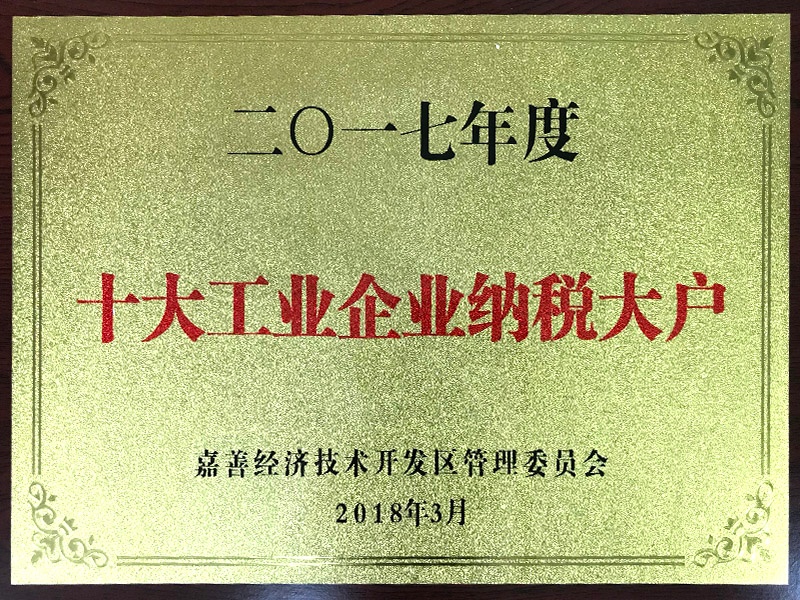 二〇一七年度
十大工业企业纳税大户
嘉善经济技术开发区管理委员会
2018年3月